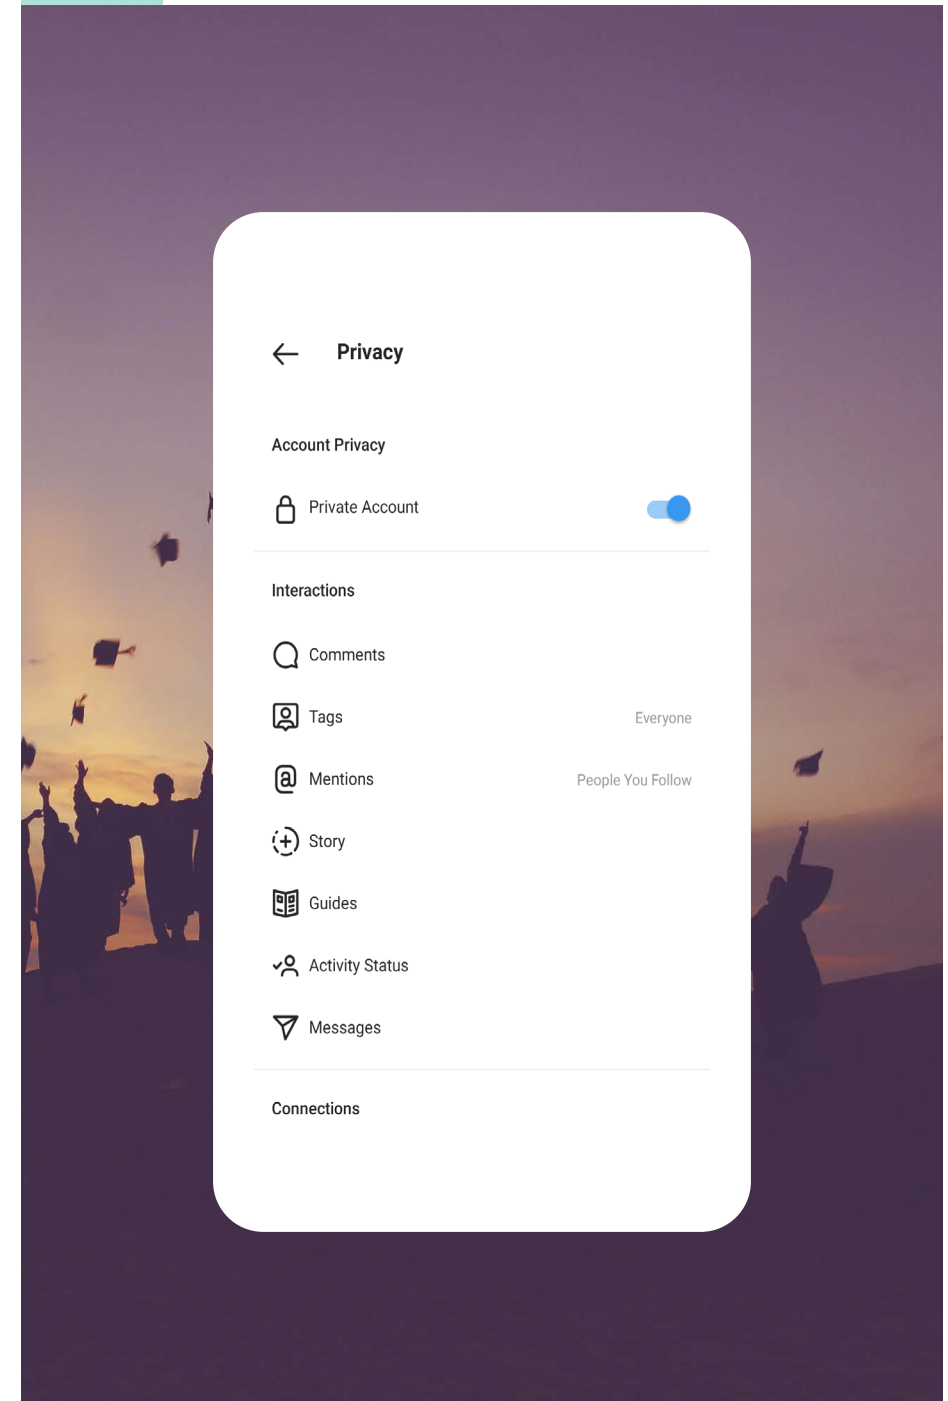 Privacy
Account Privacy
Private Account
Interactions
Comments
Tags Everyone
Mentions People You Follow
Story
Guides
Activity Status
Messages
Connections